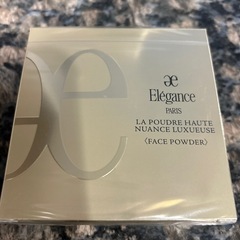 æ
æ
Elégance
PARIS
LA POUDRE HAUTE
NUANCE LUXUEUSE
〈FACE POWDER〉